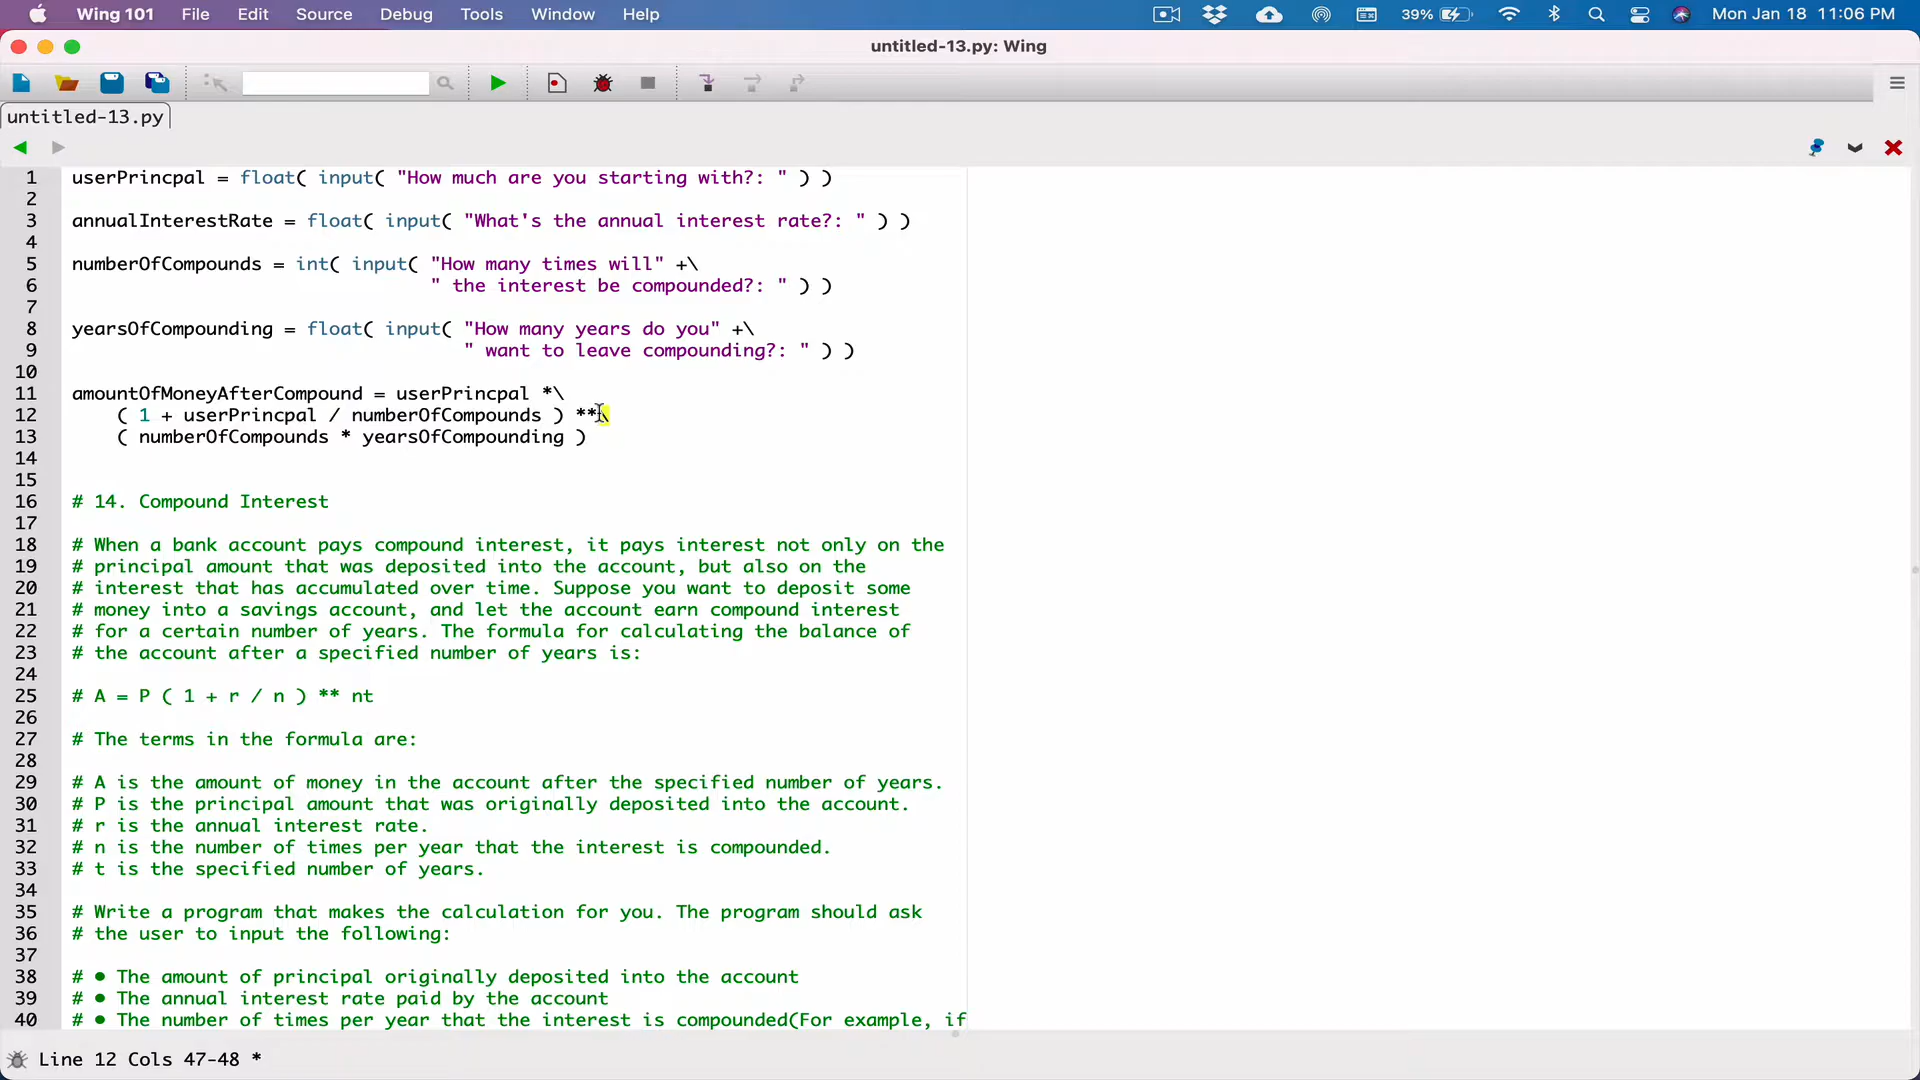 Wing 101 File Edit Source Debug Tools Window Help 39% Mon Jan 18 11:06 PM
untitled-13.py: Wing
untitled-13.py
1 userPrincpal = float( input( "How much are you starting with?: " ) )
2
3 annualInterestRate = float( input( "What's the annual interest rate?: " ) )
4
5 numberOfCompounds = int( input( "How many times will" +\
6 " the interest be compounded?: " ) )
7
8 yearsOfCompounding = float( input( "How many years do you" +\
9 " want to leave compounding?: " ) )
10
11 amountOfMoneyAfterCompound = userPrincpal *\
12 ( 1 + userPrincpal / numberOfCompounds ) **\
13 ( numberOfCompounds * yearsOfCompounding )
14
15
16 # 14. Compound Interest
17
18 # When a bank account pays compound interest, it pays interest not only on the
19 # principal amount that was deposited into the account, but also on the
20 # interest that has accumulated over time. Suppose you want to deposit some
21 # money into a savings account, and let the account earn compound interest
22 # for a certain number of years. The formula for calculating the balance of
23 # the account after a specified number of years is:
24
25 # A = P ( 1 + r / n ) ** nt
26
27 # The terms in the formula are:
28
29 # A is the amount of money in the account after the specified number of years.
30 # P is the principal amount that was originally deposited into the account.
31 # r is the annual interest rate.
32 # n is the number of times per year that the interest is compounded.
33 # t is the specified number of years.
34
35 # Write a program that makes the calculation for you. The program should ask
36 # the user to input the following:
37
38 # ● The amount of principal originally deposited into the account
39 # ● The annual interest rate paid by the account
40 # ● The number of times per year that the interest is compounded(For example, if
Line 12 Cols 47-48 *